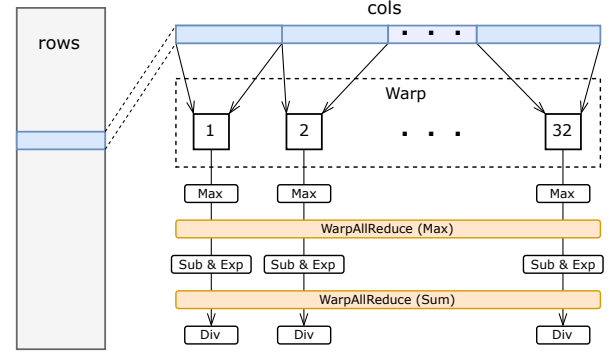 cols
rows
. . .
Warp
1 2 . . . 32
Max Max Max
WarpAllReduce (Max)
Sub & Exp Sub & Exp Sub & Exp
WarpAllReduce (Sum)
Div Div Div